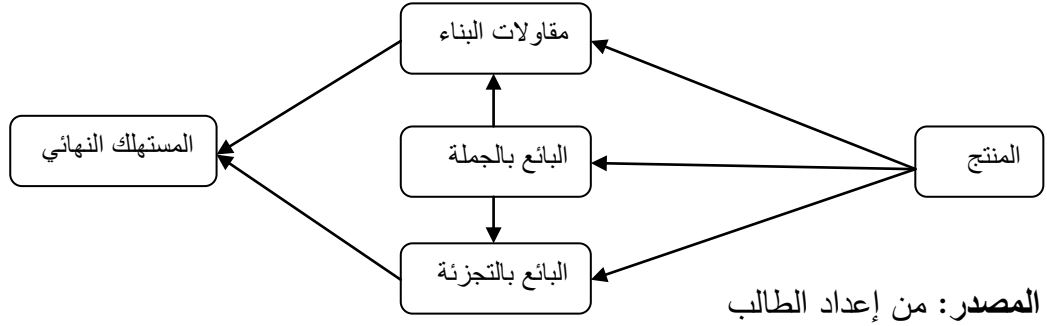 مقاولات البناء
المنتج
البائع بالجملة
المستهلك النهائي
البائع بالتجزئة
المصدر: من إعداد الطالب